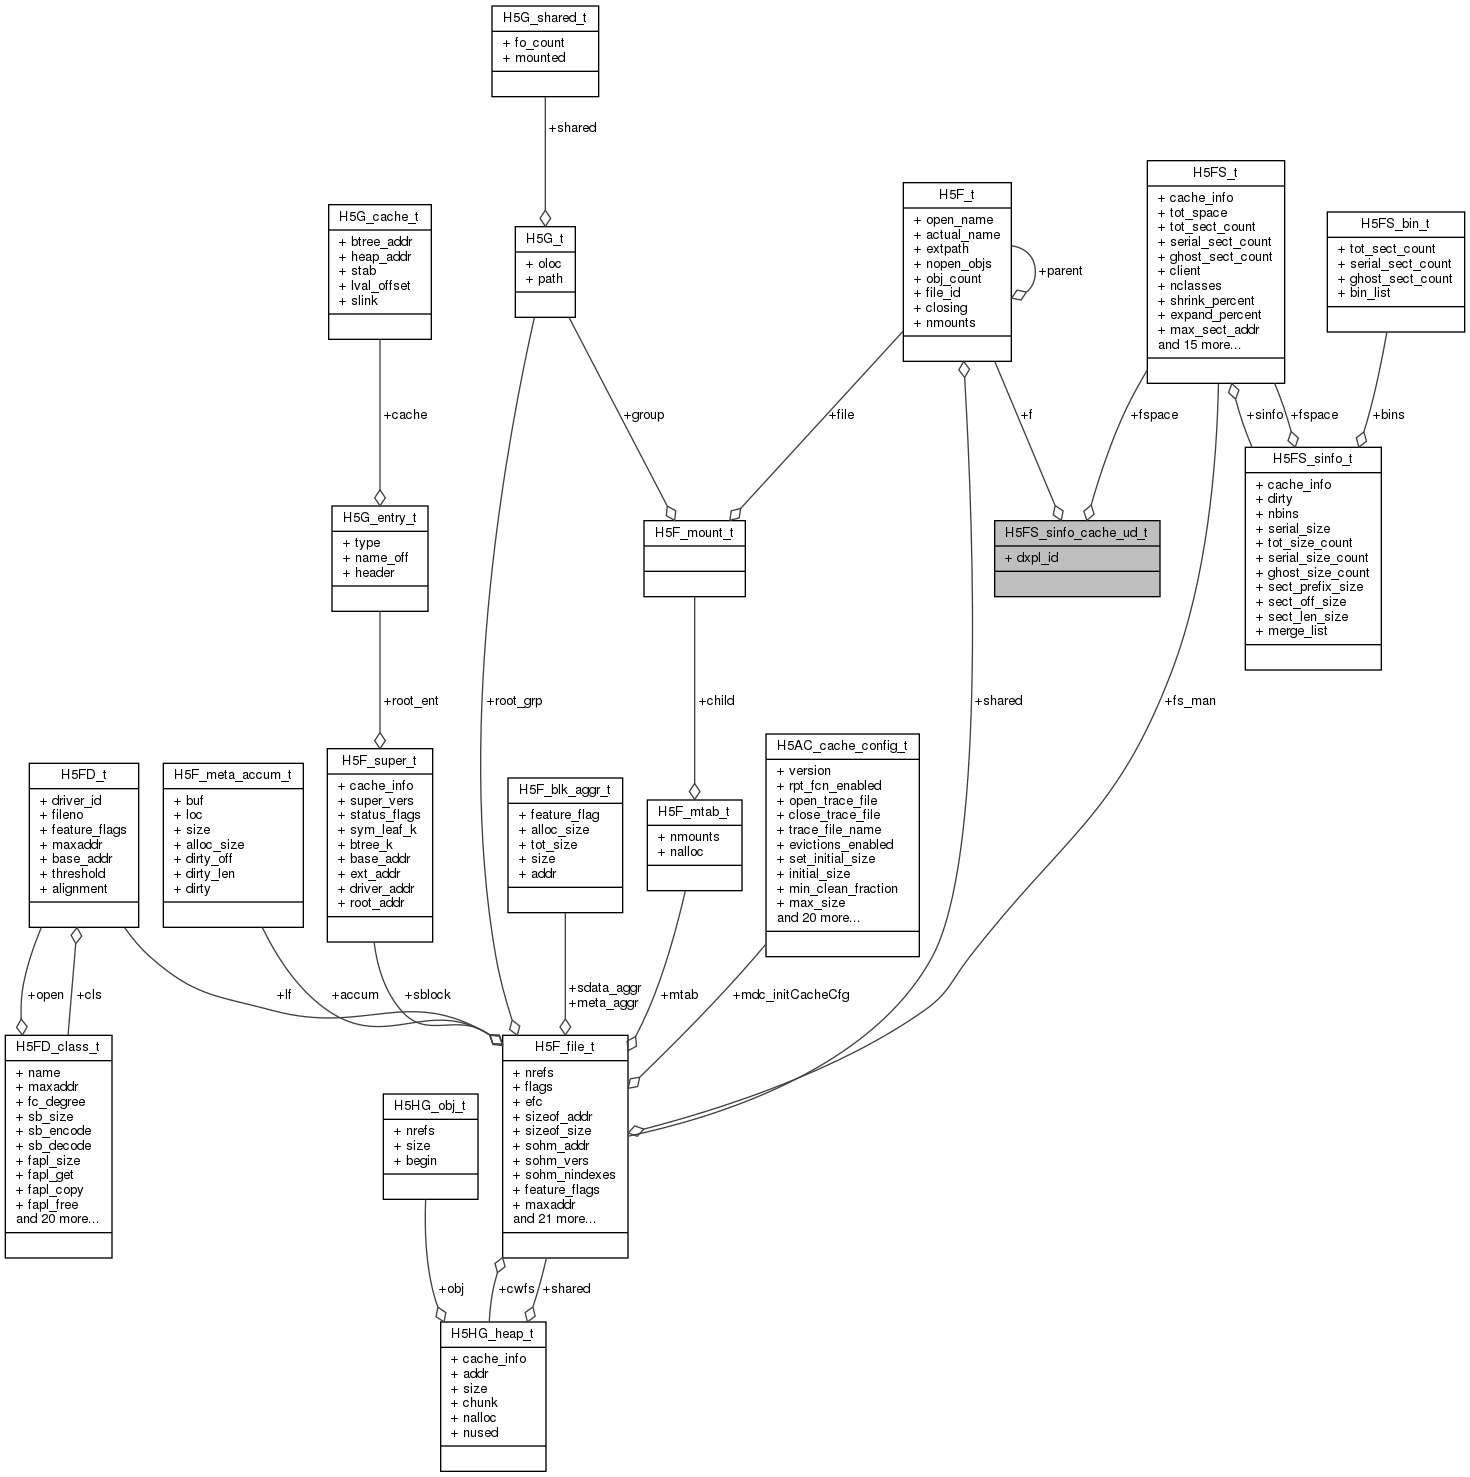 H5G_shared_t
+ fo_count
+ mounted
+shared
H5G_t
+ oloc
+ path
H5G_cache_t
+ btree_addr
+ heap_addr
+ stab
+ lval_offset
+ slink
H5F_t
+ open_name
+ actual_name
+ extpath
+ nopen_objs
+ obj_count
+ file_id
+ closing
+ nmounts
+parent
H5FS_t
+ cache_info
+ tot_space
+ tot_sect_count
+ serial_sect_count
+ ghost_sect_count
+ client
+ nclasses
+ shrink_percent
+ expand_percent
+ max_sect_addr
and 15 more...
H5FS_bin_t
+ tot_sect_count
+ serial_sect_count
+ ghost_sect_count
+ bin_list
+cache
+group
+file
+f
+fspace
+sinfo
+fspace
+bins
H5G_entry_t
+ type
+ name_off
+ header
H5F_mount_t
H5FS_sinfo_cache_ud_t
+ dxpl_id
H5FS_sinfo_t
+ cache_info
+ dirty
+ nbins
+ serial_size
+ tot_size_count
+ serial_size_count
+ ghost_size_count
+ sect_prefix_size
+ sect_off_size
+ sect_len_size
+ merge_list
+root_ent
+root_grp
+child
+shared
+fs_man
H5FD_t
+ driver_id
+ fileno
+ feature_flags
+ maxaddr
+ base_addr
+ threshold
+ alignment
H5F_meta_accum_t
+ buf
+ loc
+ size
+ alloc_size
+ dirty_off
+ dirty_len
+ dirty
H5F_super_t
+ cache_info
+ super_vers
+ status_flags
+ sym_leaf_k
+ btree_k
+ base_addr
+ ext_addr
+ driver_addr
+ root_addr
H5F_blk_aggr_t
+ feature_flag
+ alloc_size
+ tot_size
+ size
+ addr
H5F_mtab_t
+ nmounts
+ nalloc
H5AC_cache_config_t
+ version
+ rpt_fcn_enabled
+ open_trace_file
+ close_trace_file
+ trace_file_name
+ evictions_enabled
+ set_initial_size
+ initial_size
+ min_clean_fraction
+ max_size
and 20 more...
+open
+cls
+lf
+accum
+sblock
+sdata_aggr
+meta_aggr
+mtab
+mdc_initCacheCfg
H5FD_class_t
+ name
+ maxaddr
+ fc_degree
+ sb_size
+ sb_encode
+ sb_decode
+ fapl_size
+ fapl_get
+ fapl_copy
+ fapl_free
and 20 more...
H5HG_obj_t
+ nrefs
+ size
+ begin
H5F_file_t
+ nrefs
+ flags
+ efc
+ sizeof_addr
+ sizeof_size
+ sohm_addr
+ sohm_vers
+ sohm_nindexes
+ feature_flags
+ maxaddr
and 21 more...
+obj
+cwfs
+shared
H5HG_heap_t
+ cache_info
+ addr
+ size
+ chunk
+ nalloc
+ nused